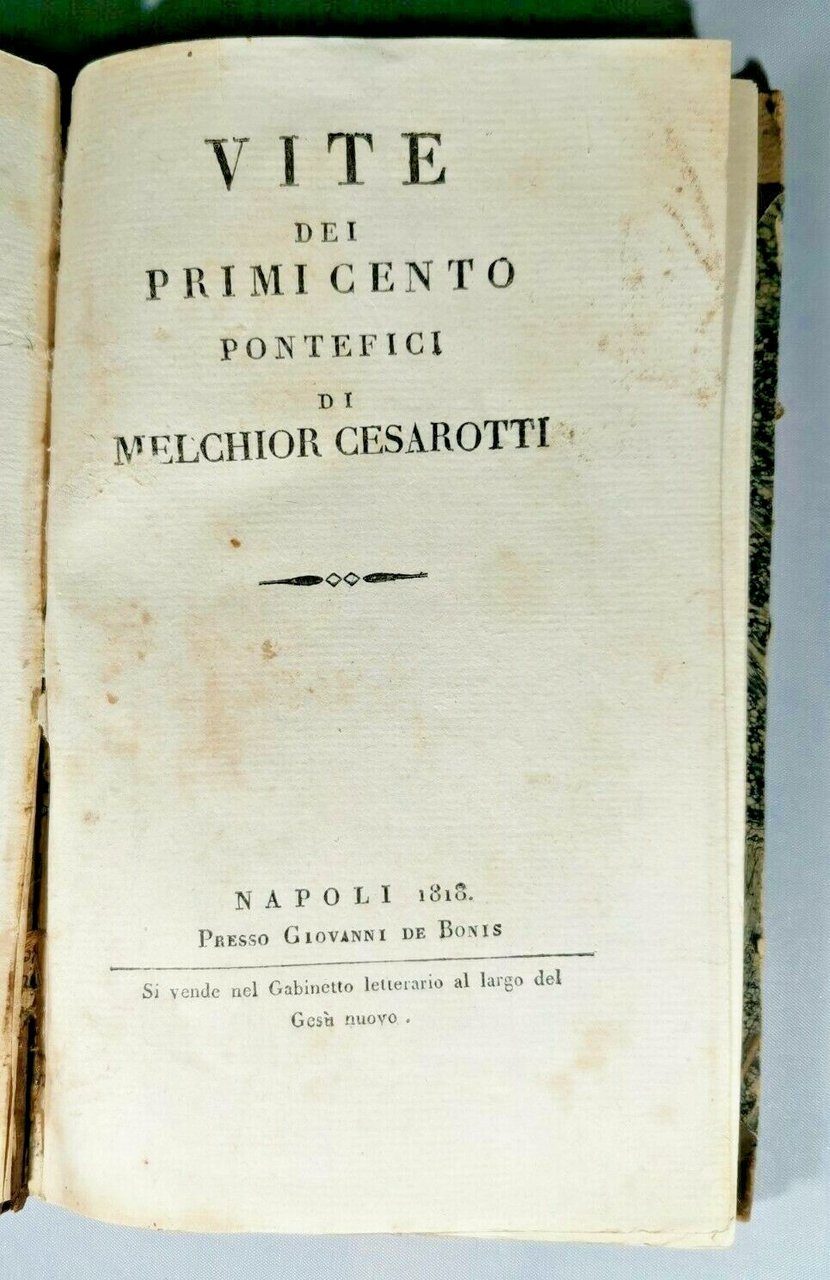 VITE
DEI
PRIMI CENTO
PONTEFICI
DI
MELCHIOR CESAROTTI
NAPOLI 1818.
PRESSO GIOVANNI DE BONIS
Si vende nel Gabinetto letterario al largo del
Gesù nuovo .